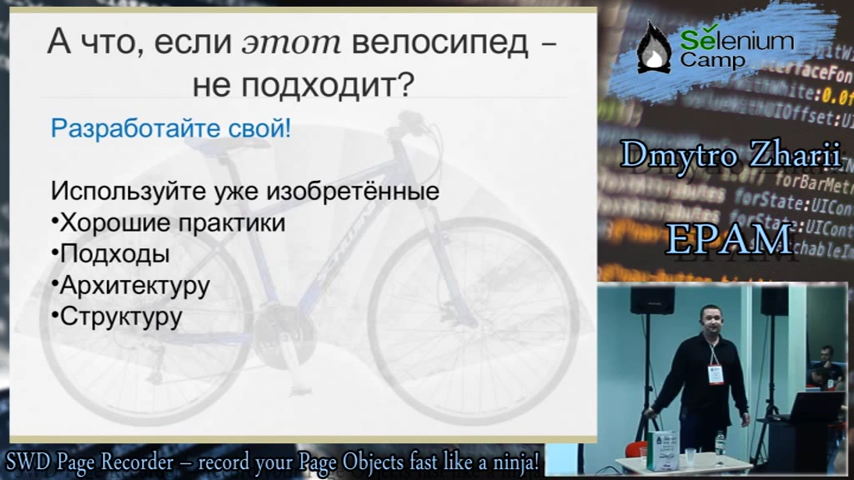 А что, если этот велосипед –
не подходит?
Разработайте свой!
Используйте уже изобретённые
•Хорошие практики
•Подходы
•Архитектуру
•Структуру
Selenium
Camp
Dmytro Zharii
EPAM
SWD Page Recorder – record your Page Objects fast like a ninja!